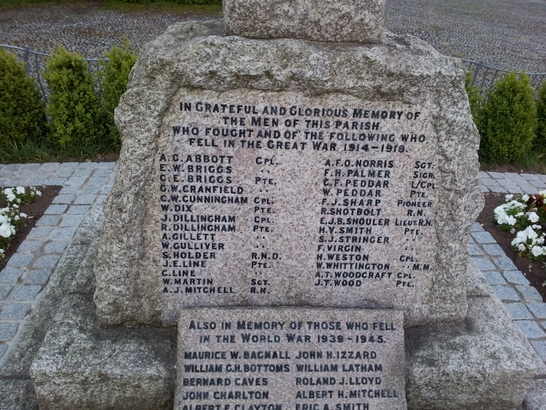 IN GRATEFUL AND GLORIOUS MEMORY OF
THE MEN OF THIS PARISH
WHO FOUGHT AND OF THE FOLLOWING WHO
FELL IN THE GREAT WAR 1914-1918.
A.C. ABBOTT CPL.
E.W. BRIGGS "
C.E. BRIGGS PTE.
G.W. CRANFIELD "
C.W. CUNNINGHAM CPL.
W. DIX PTE.
J. DILLINGHAM CPL.
R. DILLINGHAM PTE.
A. GILLETT "
W. GULLIVER "
S. HOLDER R.N.D.
J.E. LINE PTE.
C. LINE "
W. MARTIN SGT.
A.J. MITCHELL R.N.
A.F.O. NORRIS SGT.
F.H. PALMER SIGR.
C.F. PEDDAR L/CPL
W. PEDDAR PTE.
F.J. SHARP PIONEER
R. SHOTBOLT R.N.
E.J.B. SHOULER LIEUT. R.N.
H.V. SMITH PTE.
S.J. STRINGER "
F. VIRGIN "
H. WESTON CPL.
W. WHITTINGTON " M.M.
A.T. WOODCRAFT CPL.
J.T. WOOD PTE.
ALSO IN MEMORY OF THOSE WHO FELL
IN THE WORLD WAR 1939-1945.
MAURICE W. BAGNALL JOHN H. IZZARD
WILLIAM G.H. BOTTOMS WILLIAM LATHAM
BERNARD CAVES ROLAND J. LLOYD
JOHN CHARLTON ALBERT H. MITCHELL
ALBERT E. CLAYTON ERIC A. SMITH